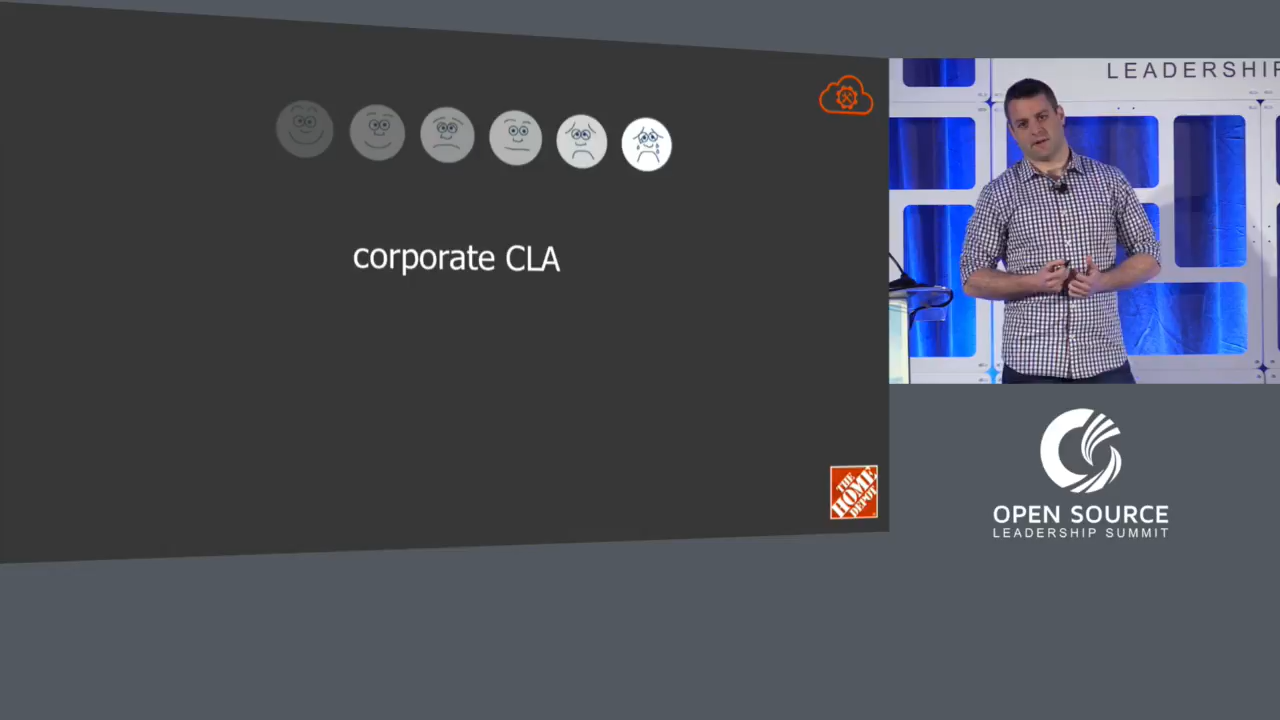 corporate CLA
THE
HOME
DEPOT
LEADERSHIP
OPEN SOURCE
LEADERSHIP SUMMIT